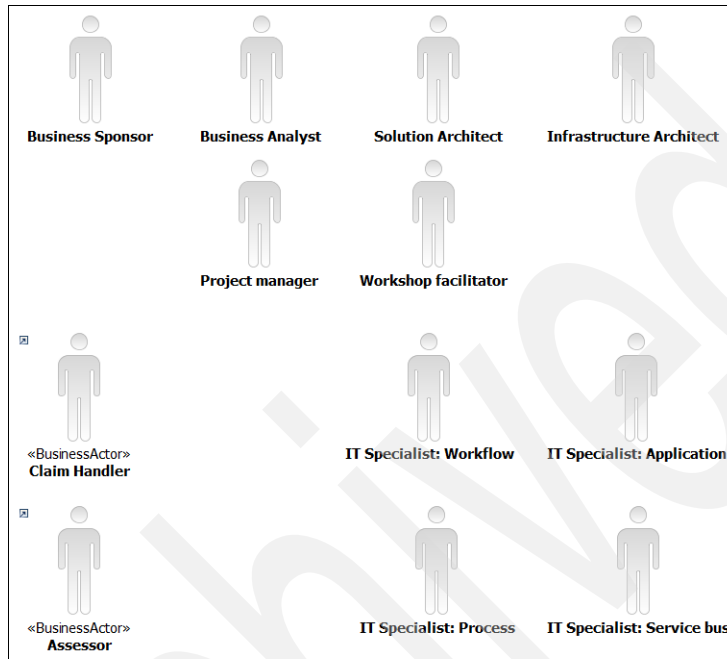 Business Sponsor
Business Analyst
Solution Architect
Infrastructure Architect
Project manager
Workshop facilitator
«BusinessActor»
Claim Handler
IT Specialist: Workflow
IT Specialist: Application
«BusinessActor»
Assessor
IT Specialist: Process
IT Specialist: Service bus